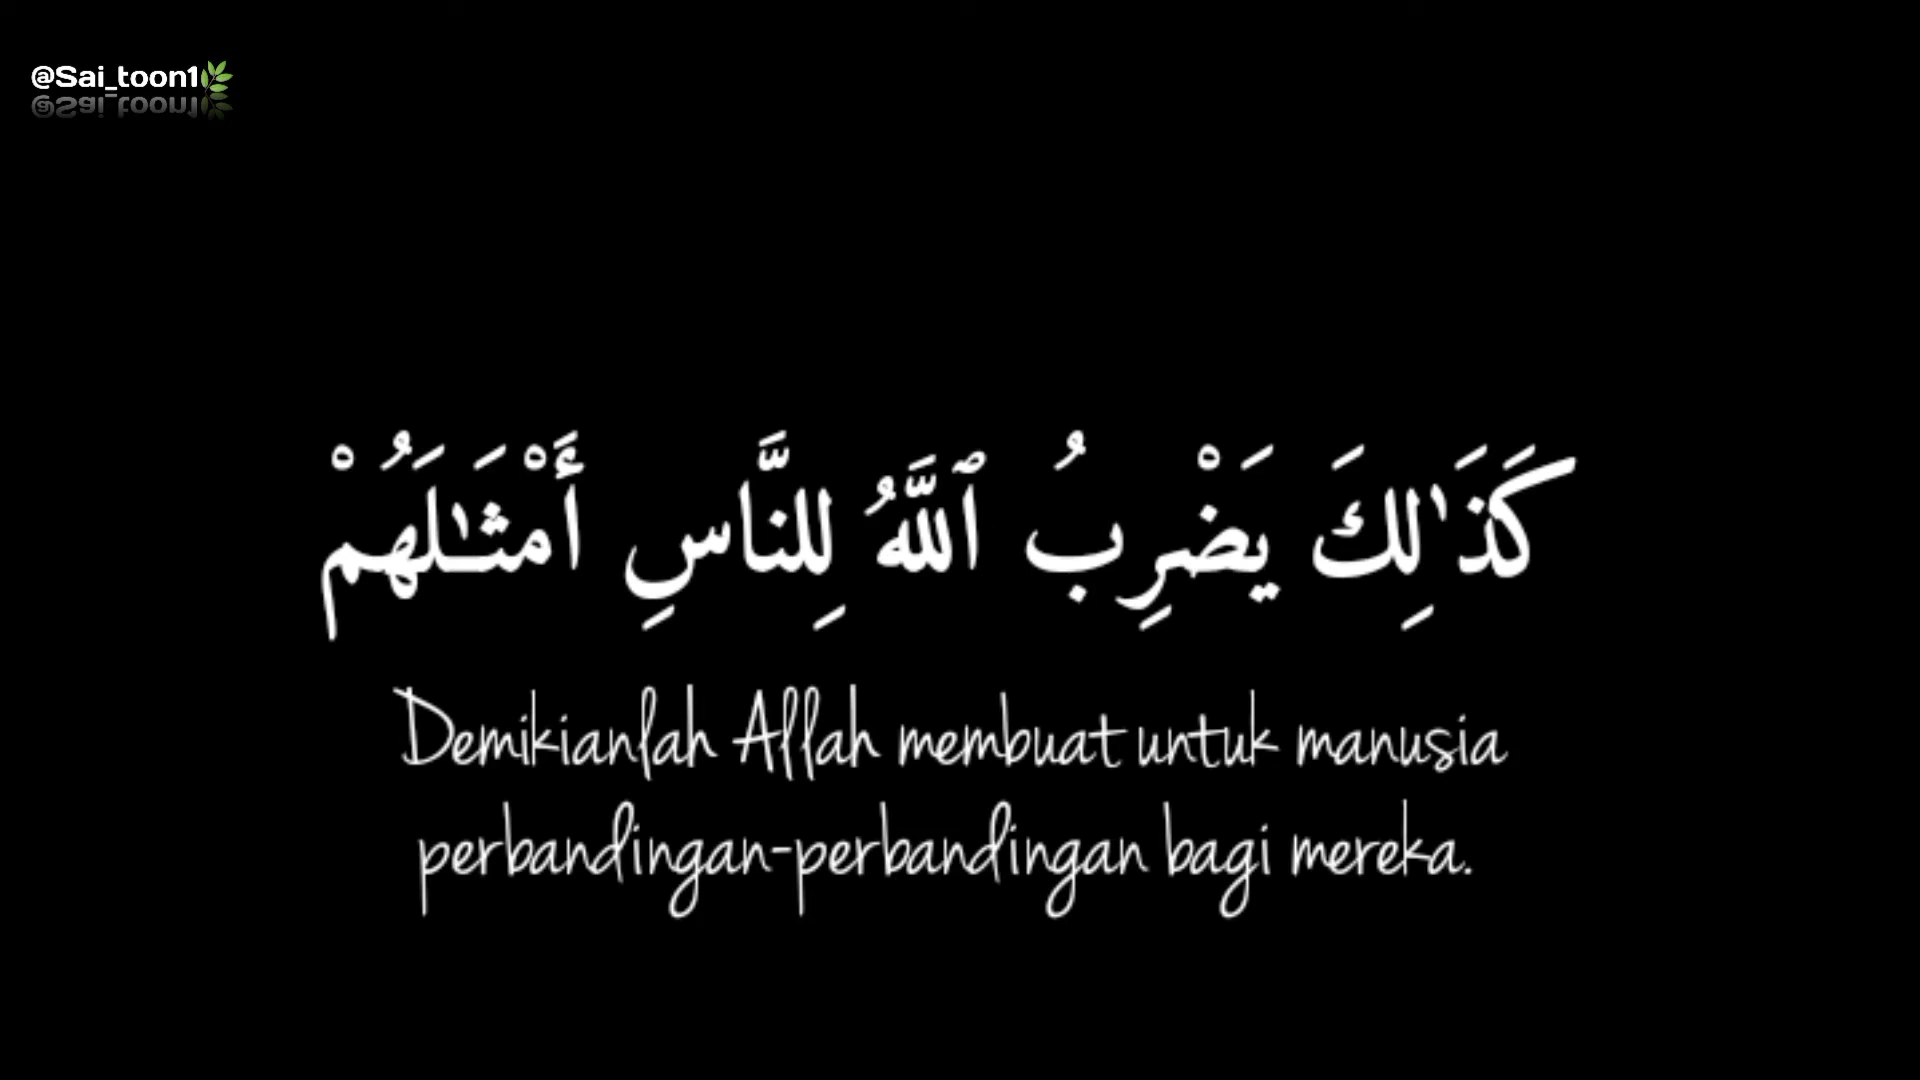 @Sai_toon1🌿
كَذَٰلِكَ يَضْرِبُ ٱللَّهُ لِلنَّاسِ أَمْثَـٰلَهُمْ
Demikianlah Allah membuat untuk manusia
perbandingan-perbandingan bagi mereka.